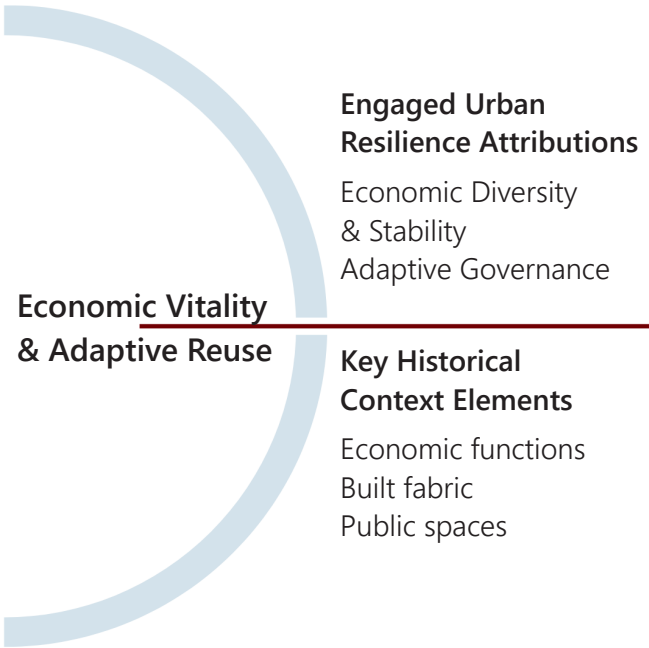 Economic Vitality
& Adaptive Reuse
Engaged Urban
Resilience Attributions
Economic Diversity
& Stability
Adaptive Governance
Key Historical
Context Elements
Economic functions
Built fabric
Public spaces